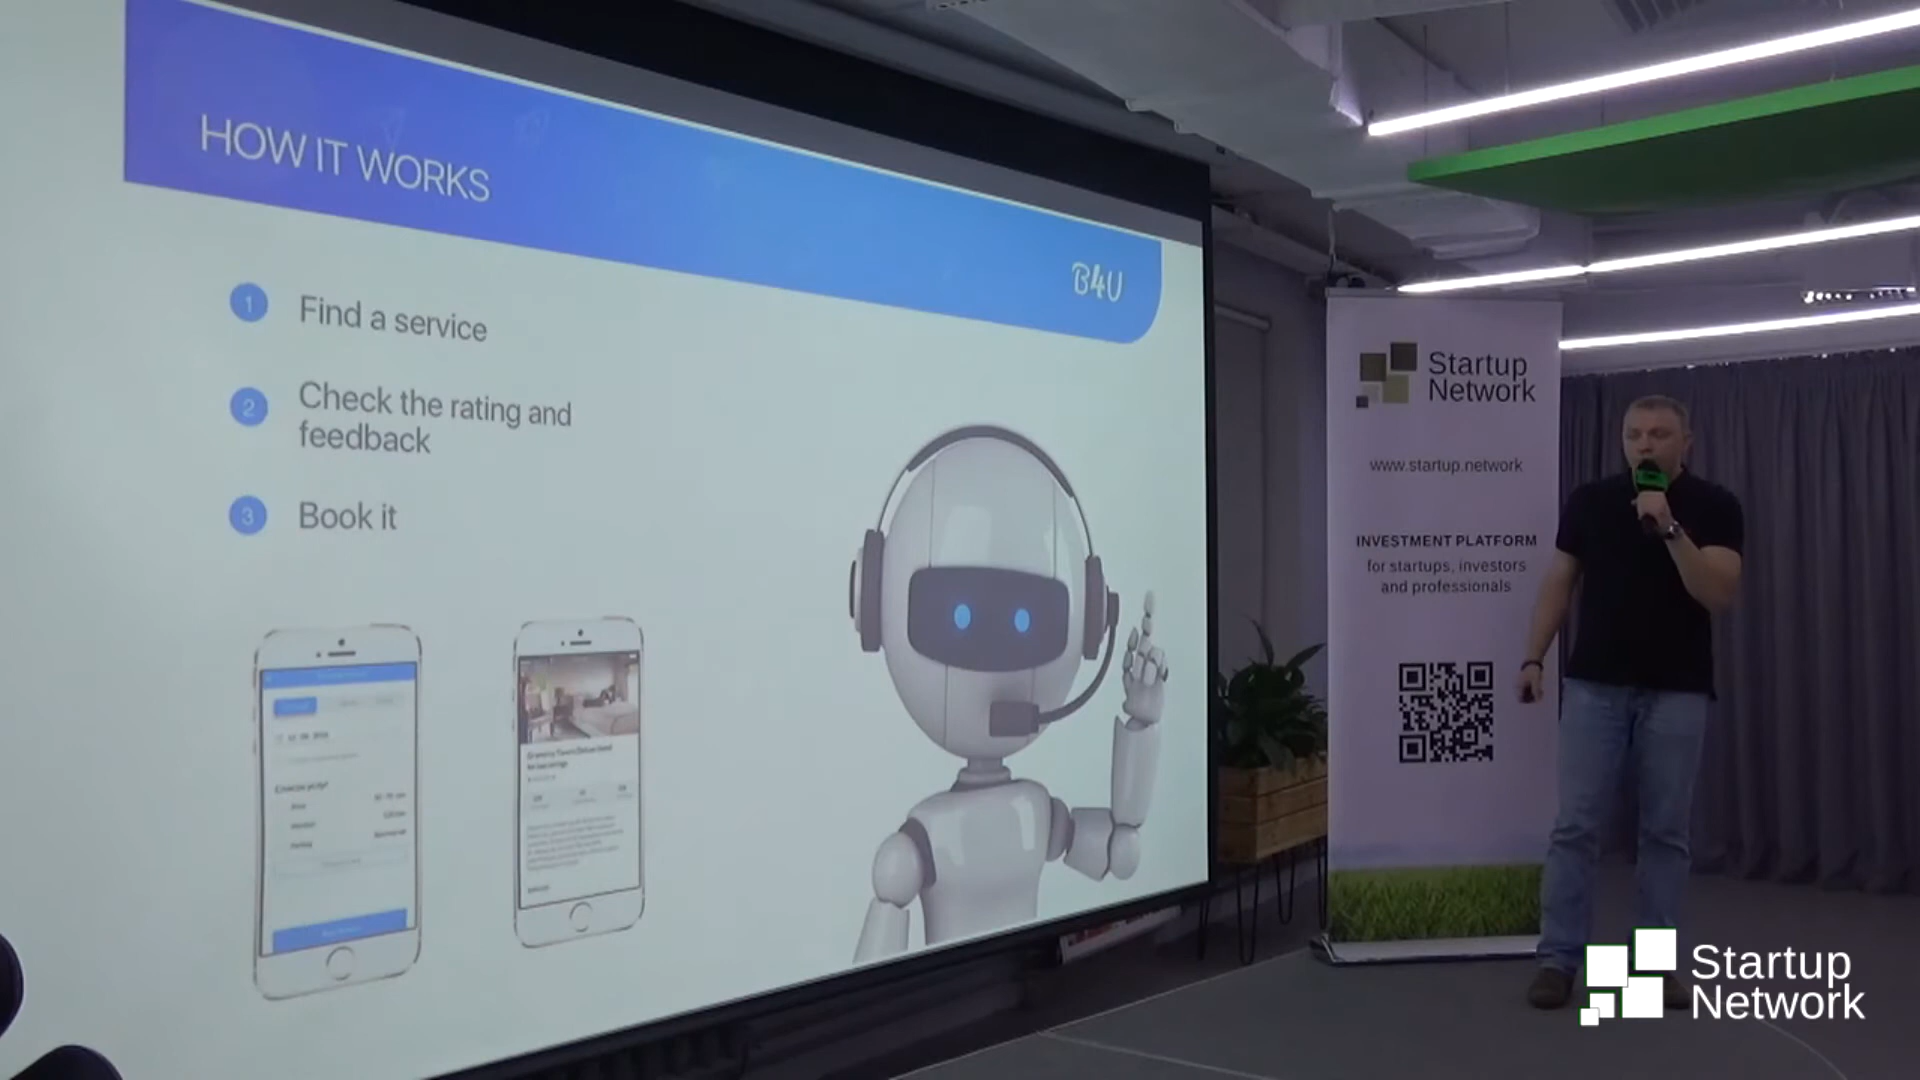 HOW IT WORKS
B4U
1 Find a service
2 Check the rating and
feedback
3 Book it
Startup
Network
www.startup.network
INVESTMENT PLATFORM
for startups, investors
and professionals
Startup
Network